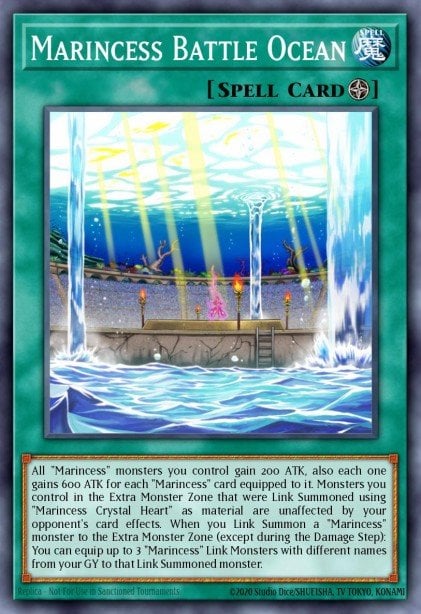 MARINCESS BATTLE OCEAN
SPELL
魔
[SPELL CARD]
All "Marincess" monsters you control gain 200 ATK, also each one
gains 600 ATK for each "Marincess" card equipped to it. Monsters you
control in the Extra Monster Zone that were Link Summoned using
"Marincess Crystal Heart" as material are unaffected by your
opponent's card effects. When you Link Summon a "Marincess"
monster to the Extra Monster Zone (except during the Damage Step):
You can equip up to 3 "Marincess" Link Monsters with different names
from your GY to that Link Summoned monster.
Replica - Not For Use in Sanctioned Tournaments
©2020 Studio Dice/SHUEISHA, TV TOKYO, KONAMI